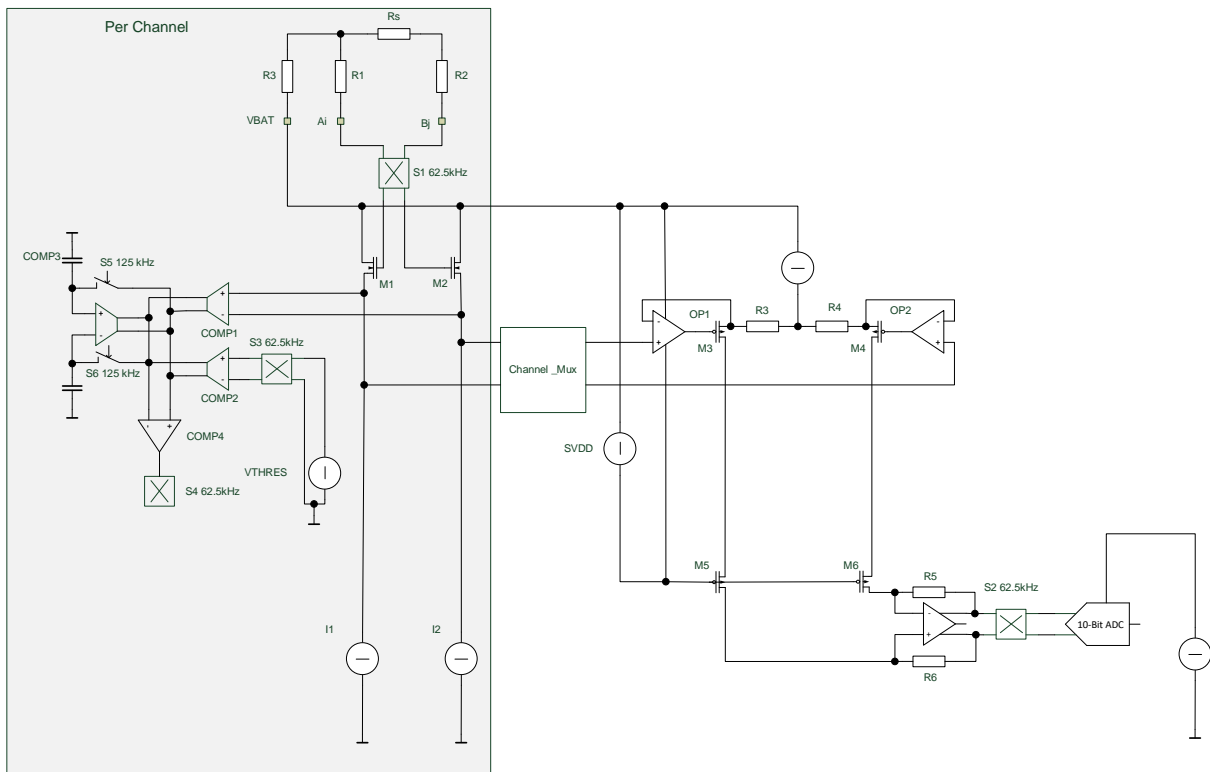 Per Channel
Rs
R3
R1
R2
VBAT
Ai
Bj
S1 62.5kHz
COMP3
S5 125 kHz
M1
M2
COMP1
S6 125 kHz
S3 62.5kHz
COMP2
COMP4
VTHRES
S4 62.5kHz
I1
I2
Channel _Mux
OP1
R3
R4
OP2
M3
M4
SVDD
M5
M6
R5
S2 62.5kHz
10-Bit ADC
R6
+
-
+
-
+
-
-
+
-
+
-
+
-
+